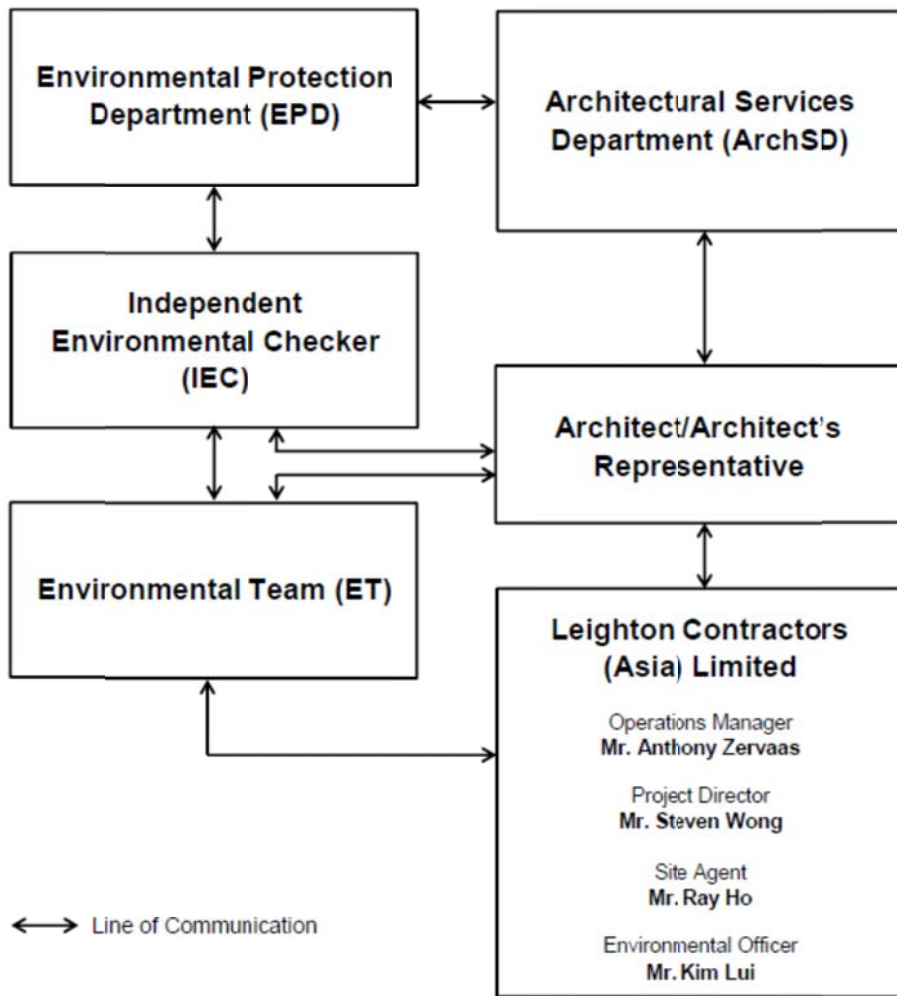 Environmental Protection
Department (EPD)
Architectural Services
Department (ArchSD)
Independent
Environmental Checker
(IEC)
Architect/Architect's
Representative
Environmental Team (ET)
Leighton Contractors
(Asia) Limited
Operations Manager
Mr. Anthony Zervaas
Project Director
Mr. Steven Wong
Site Agent
Mr. Ray Ho
Environmental Officer
Mr. Kim Lui
Line of Communication